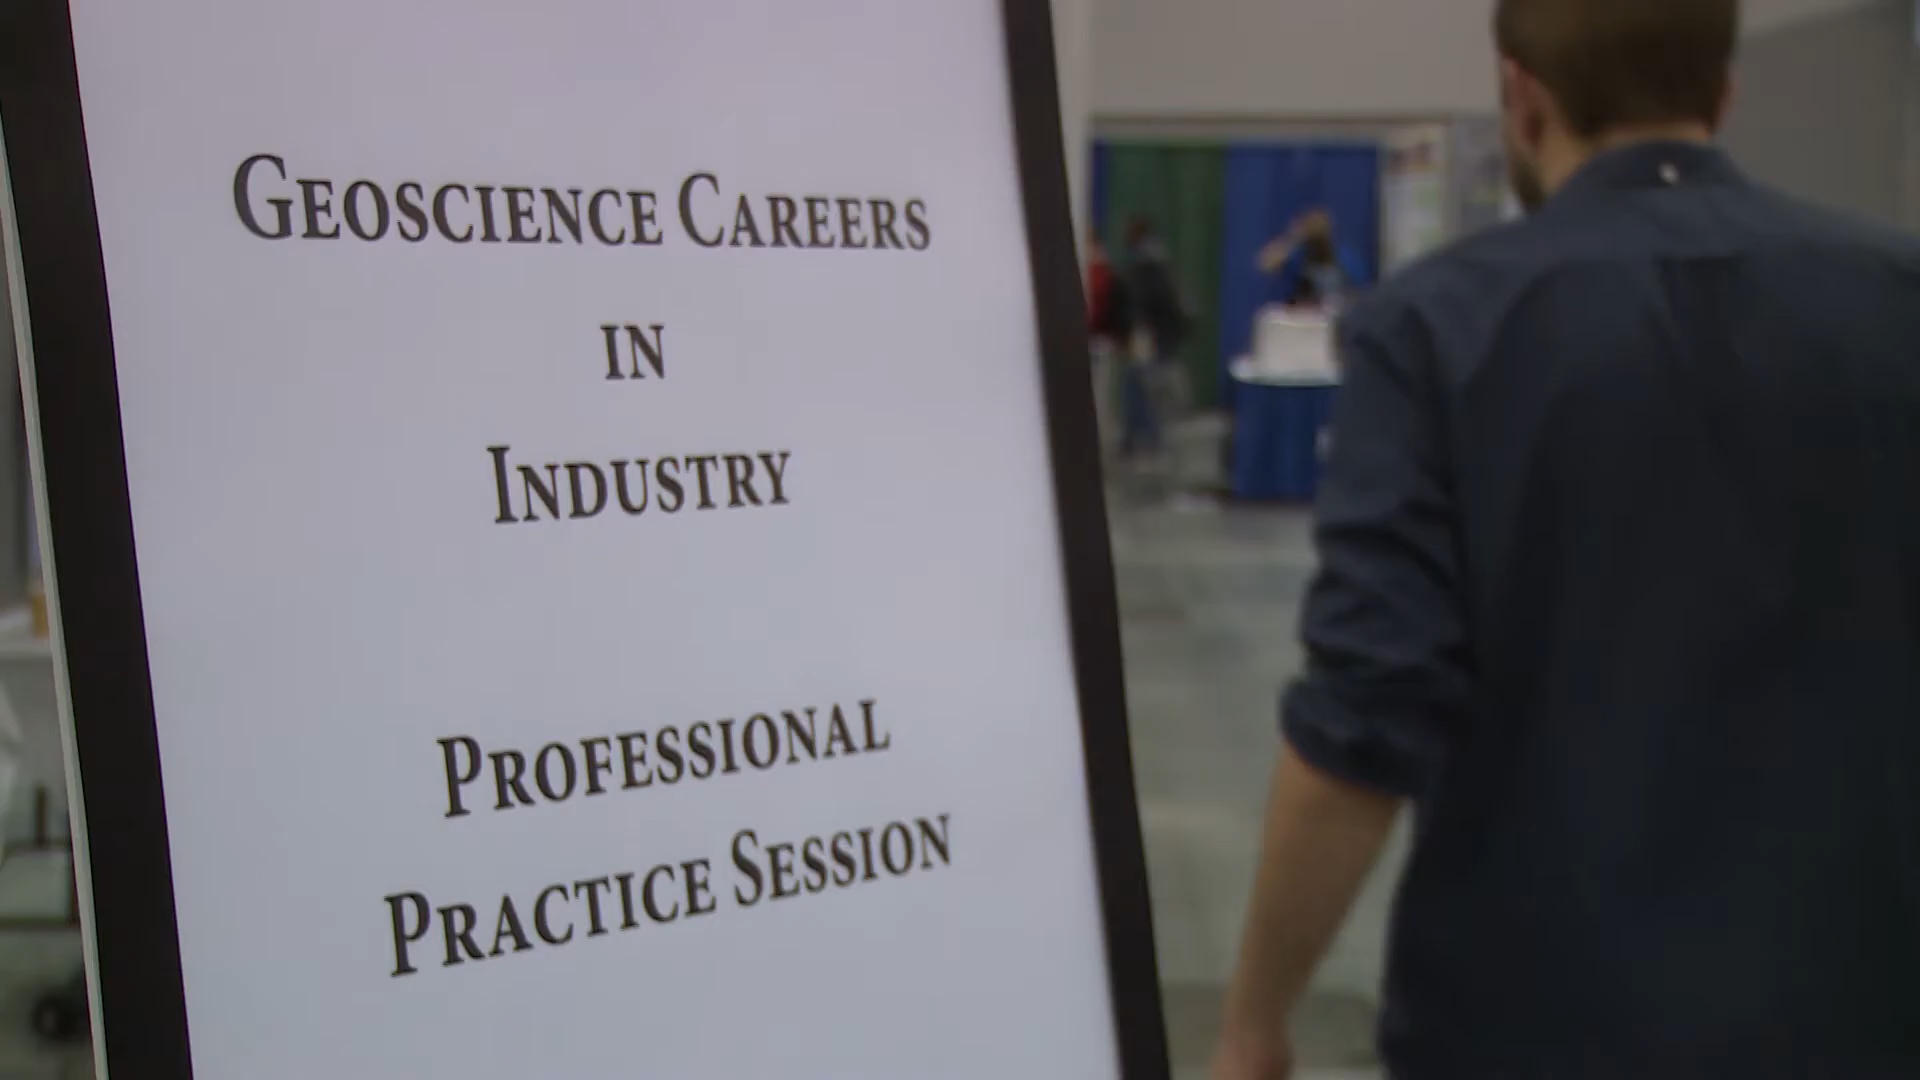 Geoscience Careers
in
Industry
Professional
Practice Session